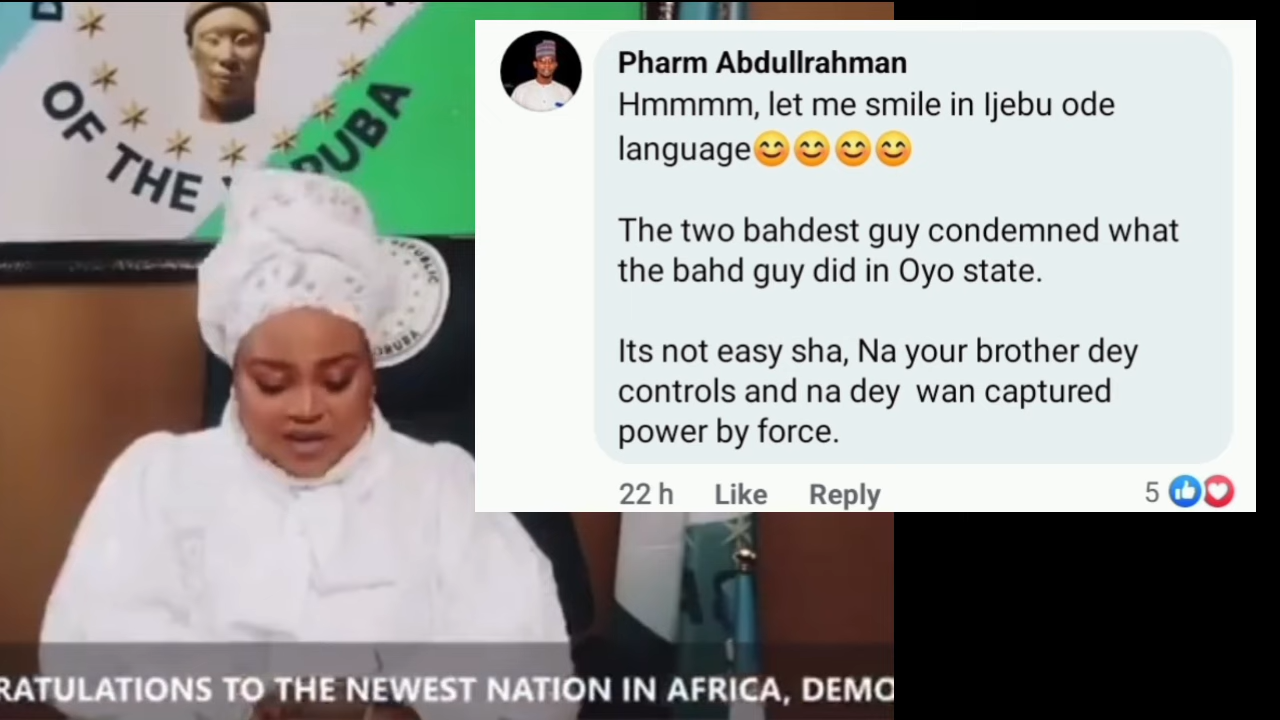 OF THE
Pharm Abdullrahman
Hmmmm, let me smile in Ijebu ode
language😊😊😊😊
The two bahdest guy condemned what
the bahd guy did in Oyo state.
Its not easy sha, Na your brother dey
controls and na dey wan captured
power by force.
22 h Like Reply
5
REPUBLIC
RATULATIONS TO THE NEWEST NATION IN AFRICA, DEMO